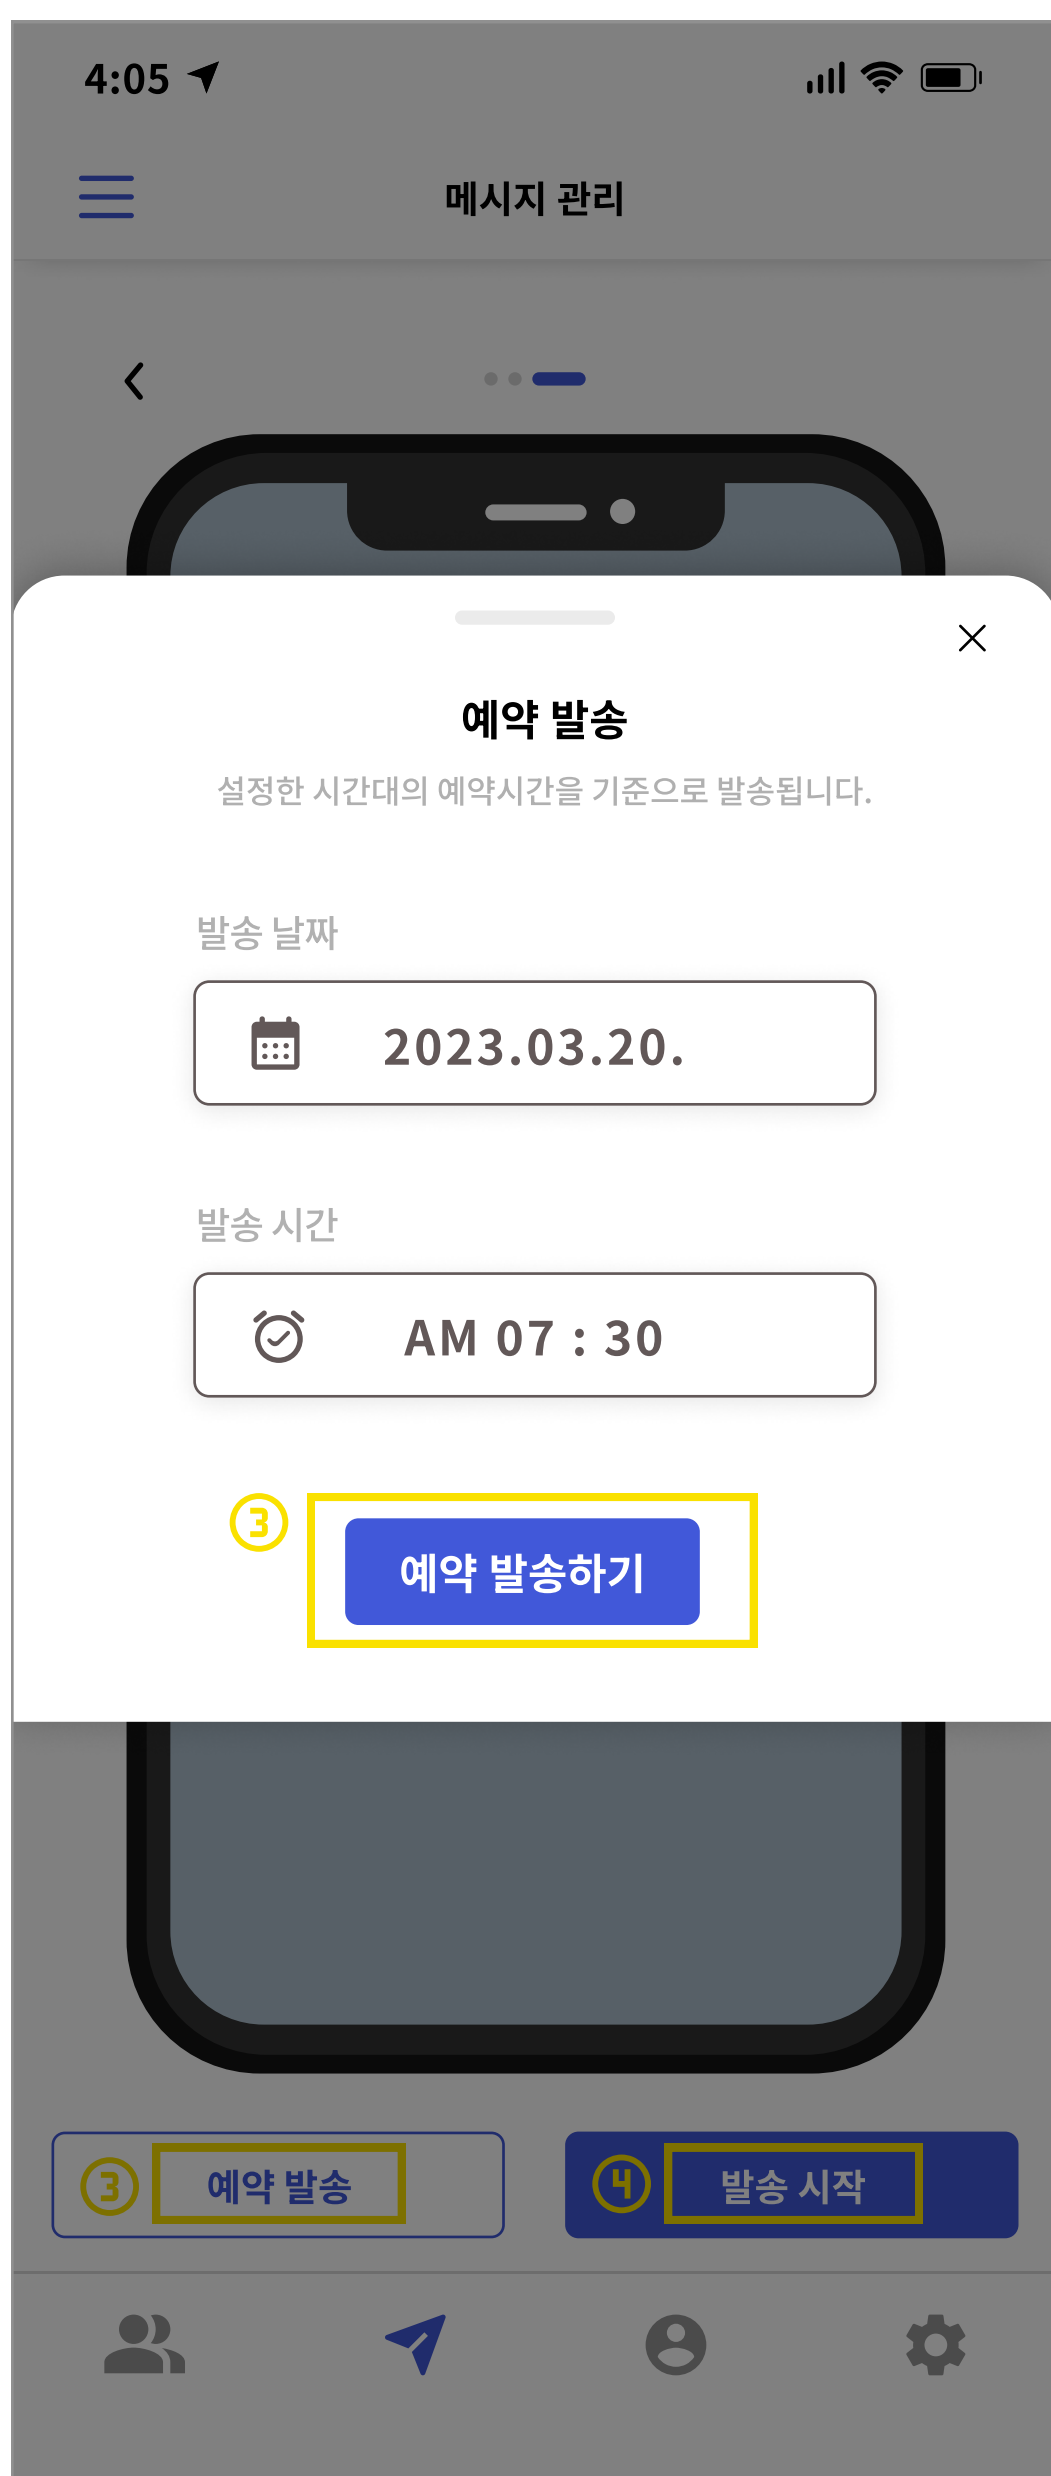 4:05
메시지 관리
예약 발송
설정한 시간대의 예약시간을 기준으로 발송됩니다.
발송 날짜
2023.03.20.
발송 시간
AM 07 : 30
③
예약 발송하기
③ 예약 발송
④ 발송 시작